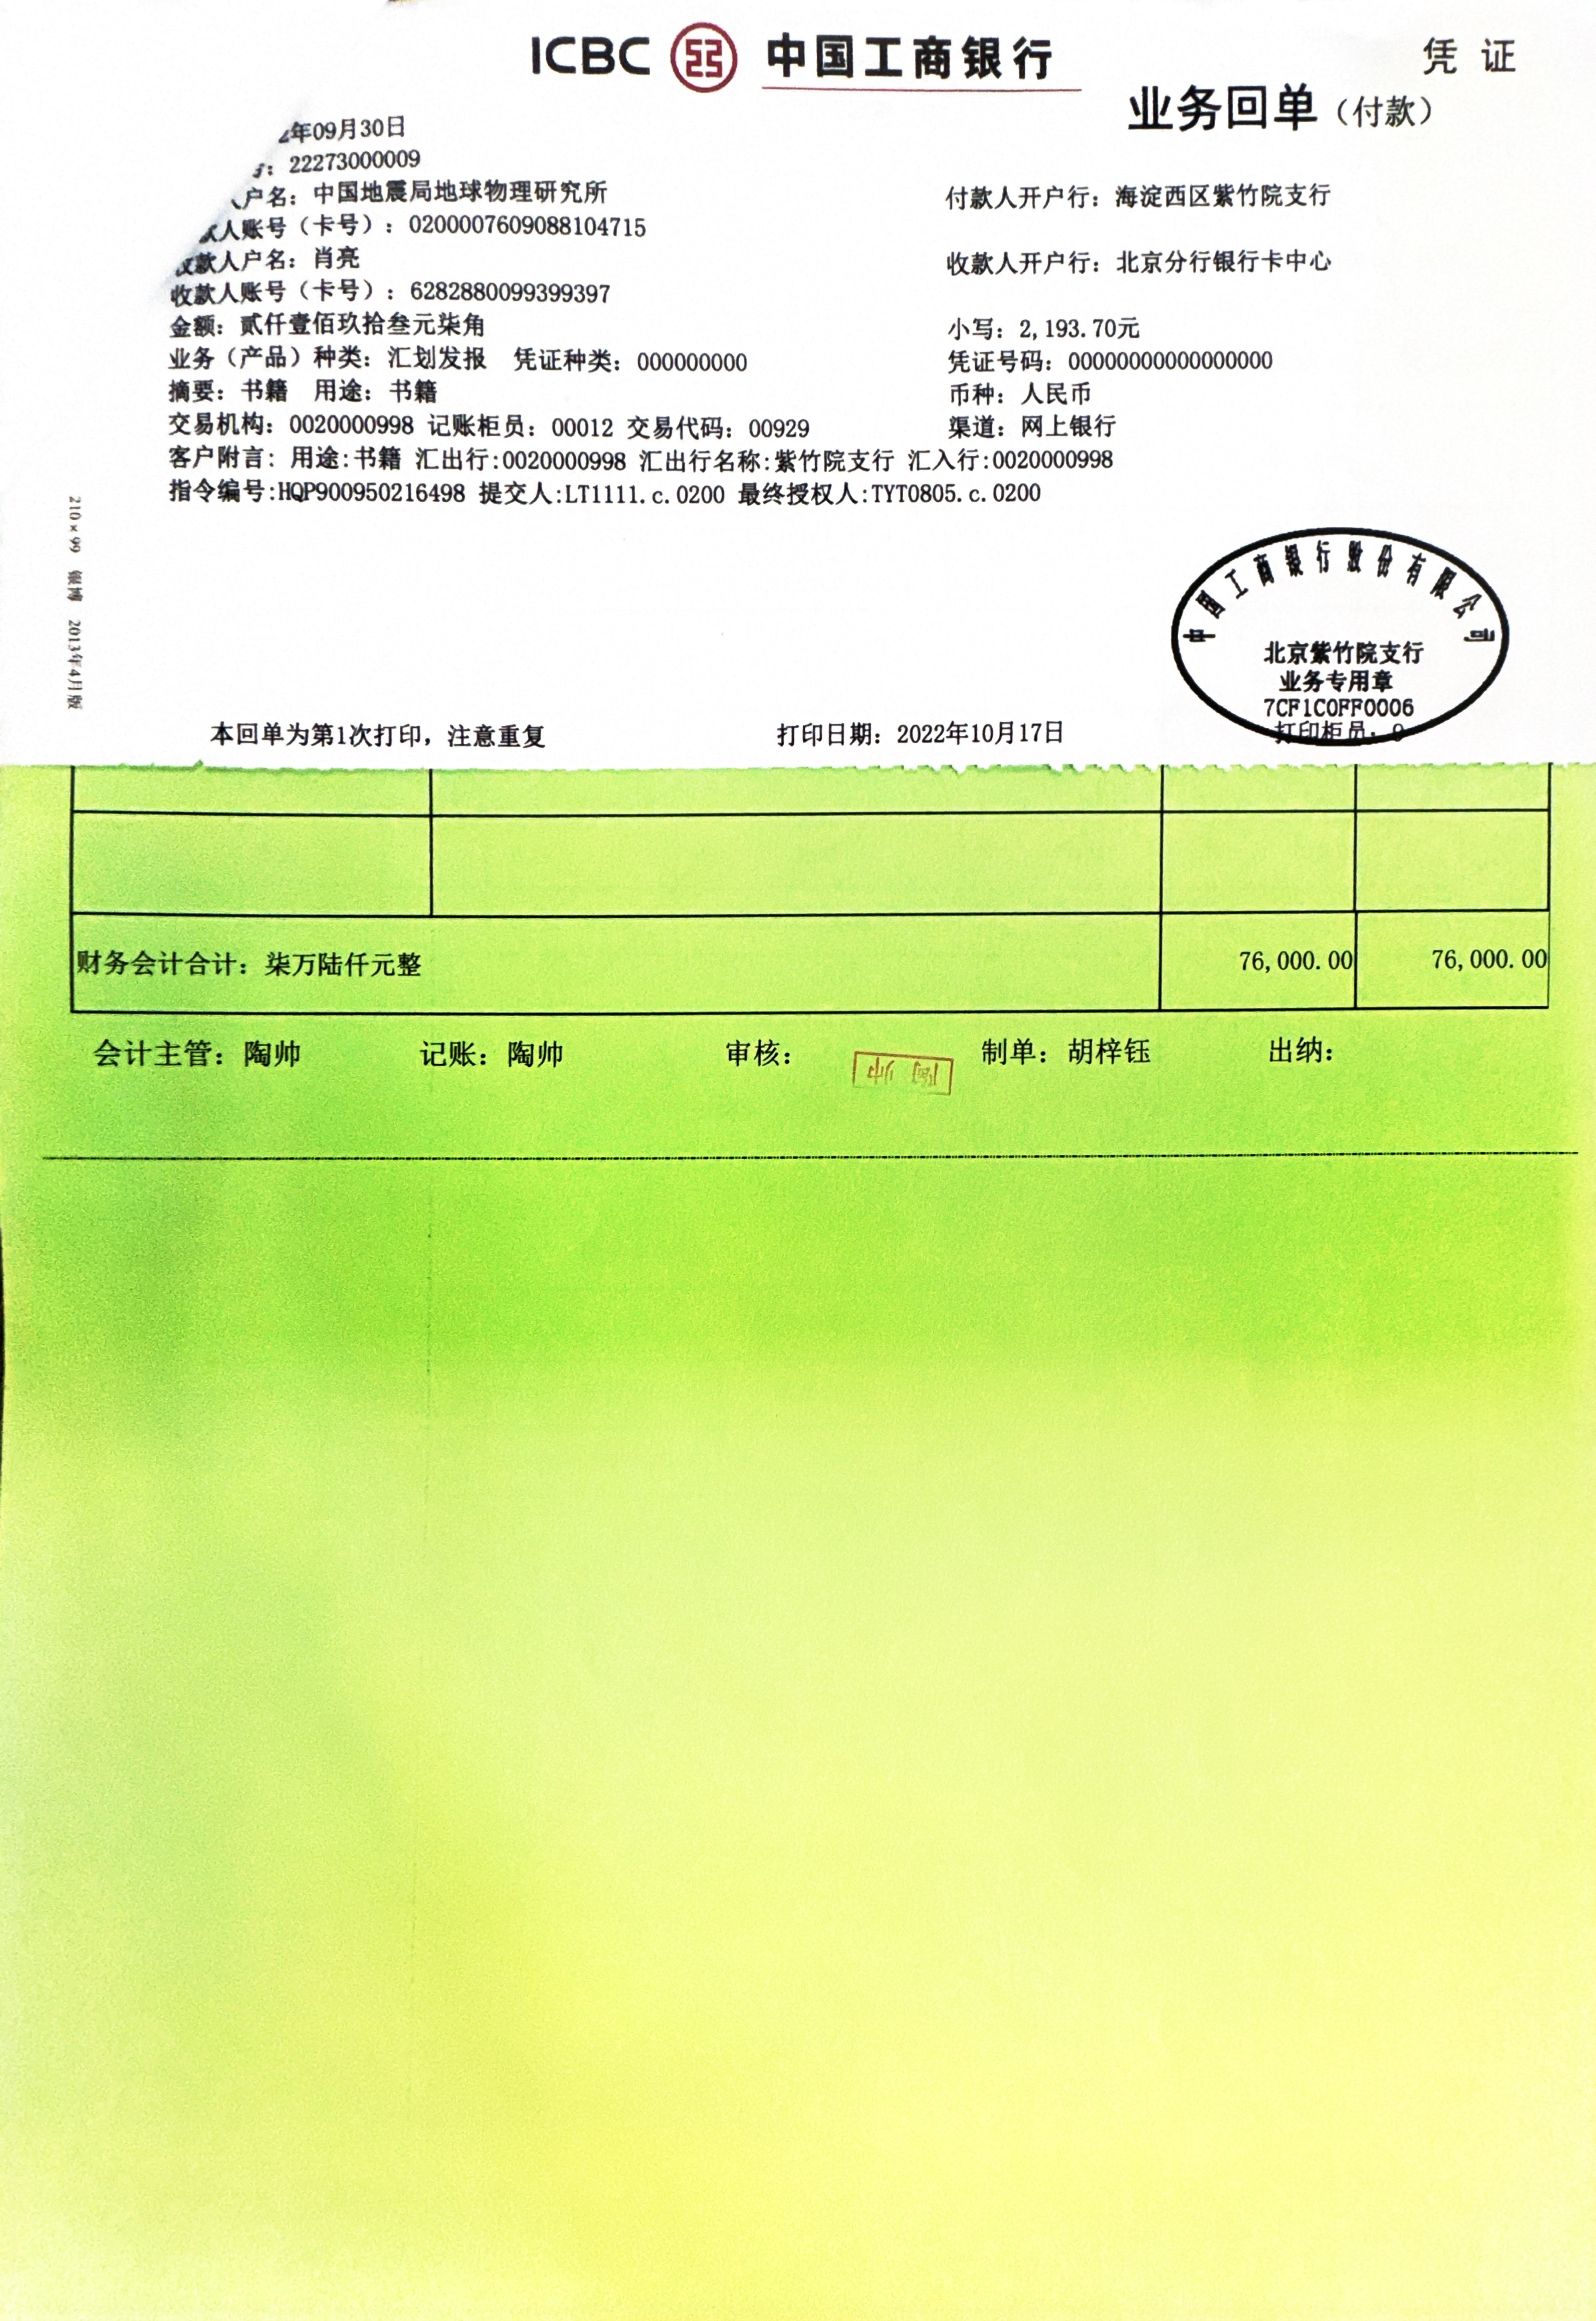 ICBC 中国工商银行
凭 证
业务回单（付款）
年09月30日
：22273000009
户名：中国地震局地球物理研究所 付款人开户行：海淀西区紫竹院支行
款人账号（卡号）：0200007609088104715
收款人户名：肖亮 收款人开户行：北京分行银行卡中心
收款人账号（卡号）：6282880099399397
金额：贰仟壹佰玖拾叁元柒角 小写：2,193.70元
业务（产品）种类：汇划发报 凭证种类：000000000 凭证号码：00000000000000000
摘要：书籍 用途：书籍 币种：人民币
交易机构：0020000998 记账柜员：00012 交易代码：00929 渠道：网上银行
客户附言：用途:书籍 汇出行:0020000998 汇出行名称:紫竹院支行 汇入行:0020000998
指令编号:HQP900950216498 提交人:LT1111.c.0200 最终授权人:TYT0805.c.0200
210×99 银博 2013年4月版
中国工商银行股份有限公司
北京紫竹院支行
业务专用章
7CF1C0FF0006
本回单为第1次打印，注意重复 打印日期：2022年10月17日 打印柜员：9
财务会计合计：柒万陆仟元整 76,000.00 76,000.00
会计主管：陶帅 记账：陶帅 审核： 制单：胡梓钰 出纳：
陶帅